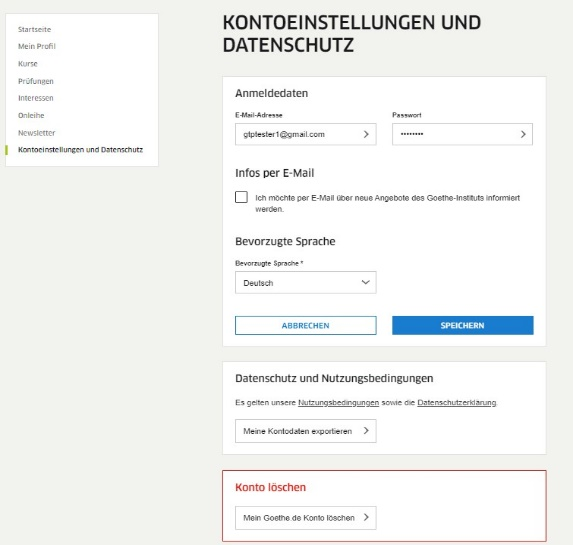 Startseite
Mein Profil
Kurse
Prüfungen
Interessen
Onleihe
Newsletter
Kontoeinstellungen und Datenschutz
KONTOEINSTELLUNGEN UND
DATENSCHUTZ
Anmeldedaten
E-Mail-Adresse Passwort
gtptester1@gmail.com ••••••••
Infos per E-Mail
Ich möchte per E-Mail über neue Angebote des Goethe-Instituts informiert
werden.
Bevorzugte Sprache
Bevorzugte Sprache *
Deutsch
ABBRECHEN SPEICHERN
Datenschutz und Nutzungsbedingungen
Es gelten unsere Nutzungsbedingungen sowie die Datenschutzerklärung.
Meine Kontodaten exportieren
Konto löschen
Mein Goethe.de Konto löschen